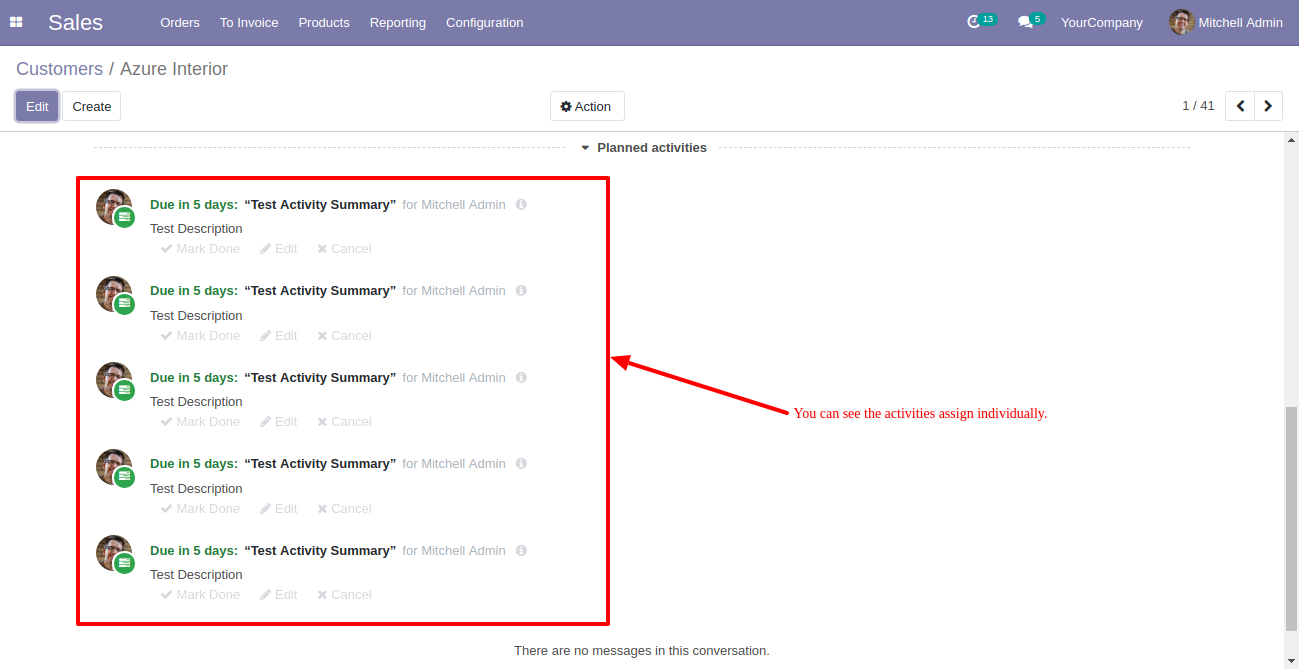 Sales Orders To Invoice Products Reporting Configuration 13 5 YourCompany Mitchell Admin
Customers / Azure Interior
Edit Create Action 1 / 41
Planned activities
Due in 5 days: “Test Activity Summary” for Mitchell Admin
Test Description
Mark Done Edit Cancel
Due in 5 days: “Test Activity Summary” for Mitchell Admin
Test Description
Mark Done Edit Cancel
Due in 5 days: “Test Activity Summary” for Mitchell Admin
Test Description
Mark Done Edit Cancel
You can see the activities assign individually.
Due in 5 days: “Test Activity Summary” for Mitchell Admin
Test Description
Mark Done Edit Cancel
Due in 5 days: “Test Activity Summary” for Mitchell Admin
Test Description
Mark Done Edit Cancel
There are no messages in this conversation.